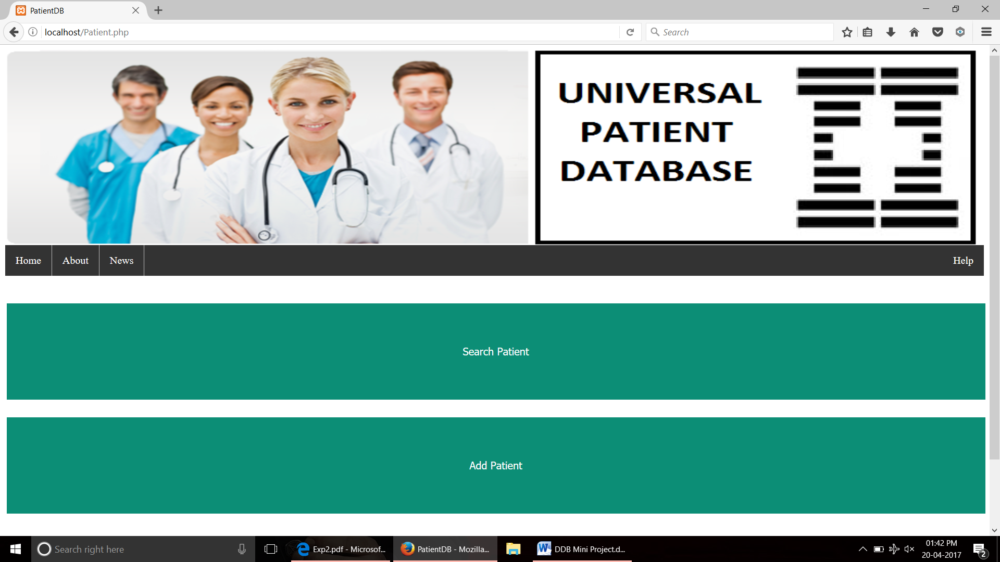 PatientDB
localhost/Patient.php
Search
UNIVERSAL
PATIENT
DATABASE
Home
About
News
Help
Search Patient
Add Patient
Search right here
Exp2.pdf - Microsof...
PatientDB - Mozilla...
DDB Mini Project.d...
01:42 PM
20-04-2017
2